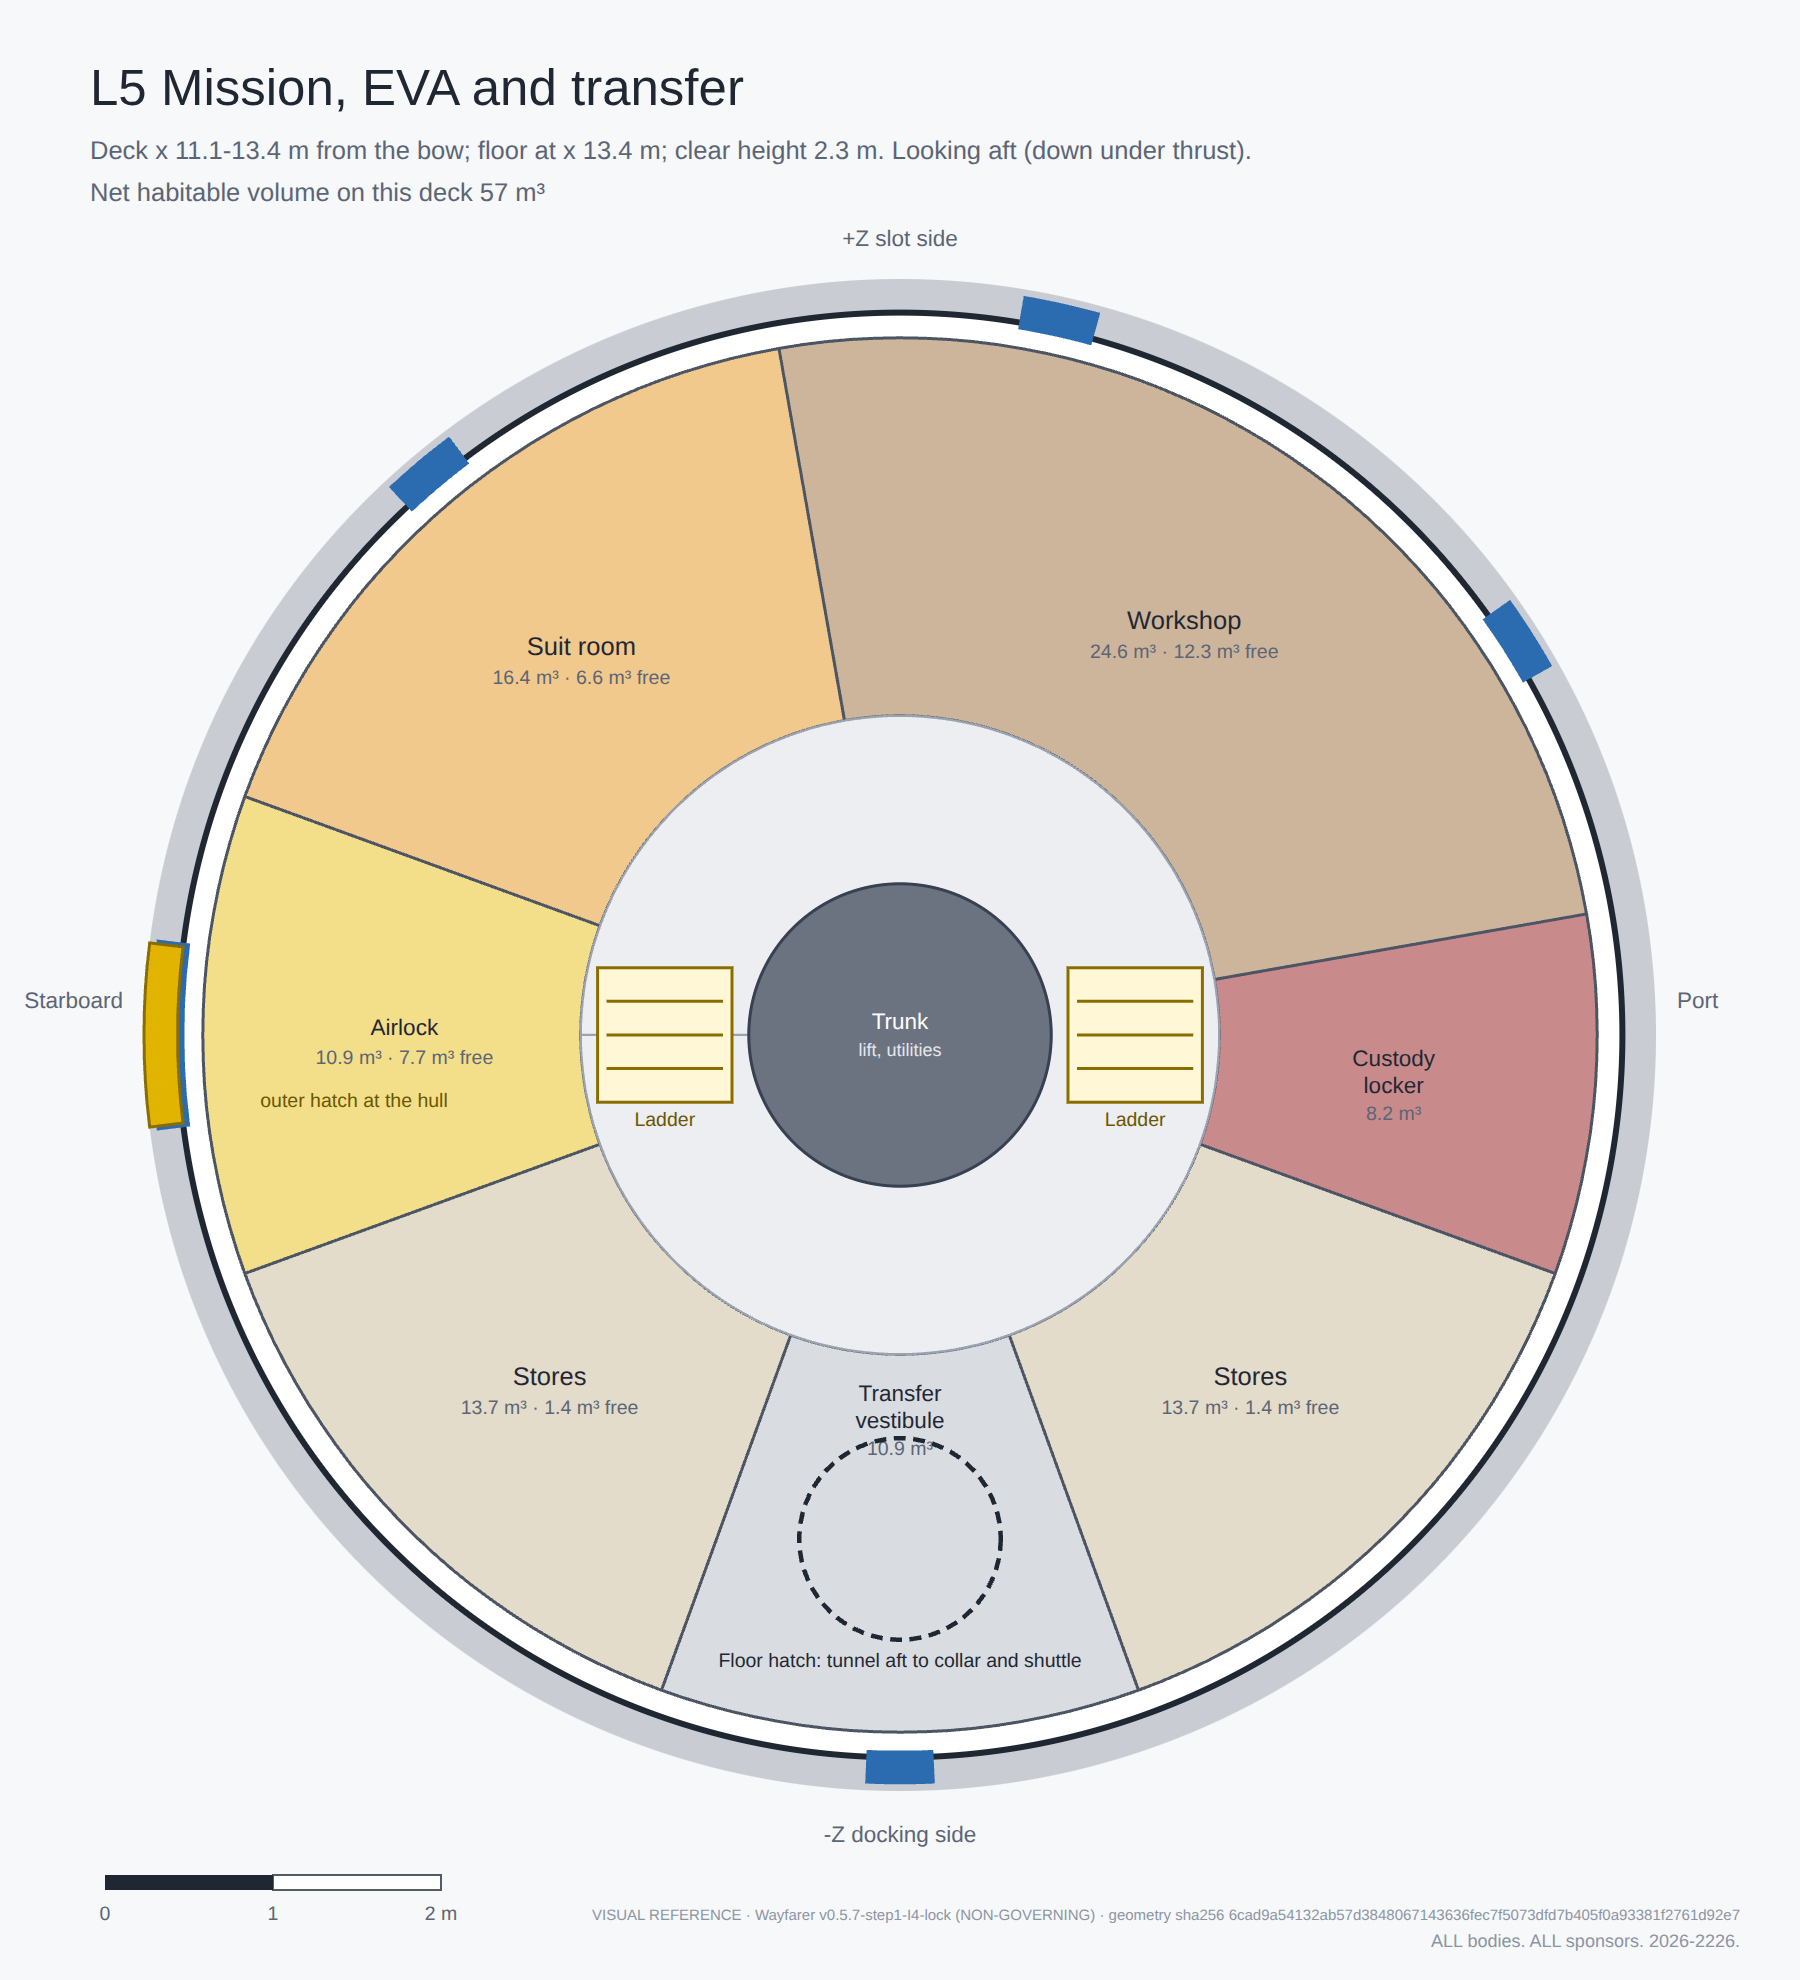 L5 Mission, EVA and transfer
Deck x 11.1-13.4 m from the bow; floor at x 13.4 m; clear height 2.3 m. Looking aft (down under thrust).
Net habitable volume on this deck 57 m³
+Z slot side
Workshop
24.6 m³ · 12.3 m³ free
Suit room
16.4 m³ · 6.6 m³ free
Starboard
Port
Airlock
10.9 m³ · 7.7 m³ free
outer hatch at the hull
Trunk
lift, utilities
Ladder
Ladder
Custody
locker
8.2 m³
Stores
13.7 m³ · 1.4 m³ free
Transfer
vestibule
10.9 m³
Stores
13.7 m³ · 1.4 m³ free
Floor hatch: tunnel aft to collar and shuttle
-Z docking side
0 1 2 m
VISUAL REFERENCE · Wayfarer v0.5.7-step1-l4-lock (NON-GOVERNING) · geometry sha256 6cad9a54132ab57d3848067143636fec7f5073dfd7b405f0a93381f2761d92e7
ALL bodies. ALL sponsors. 2026-2226.